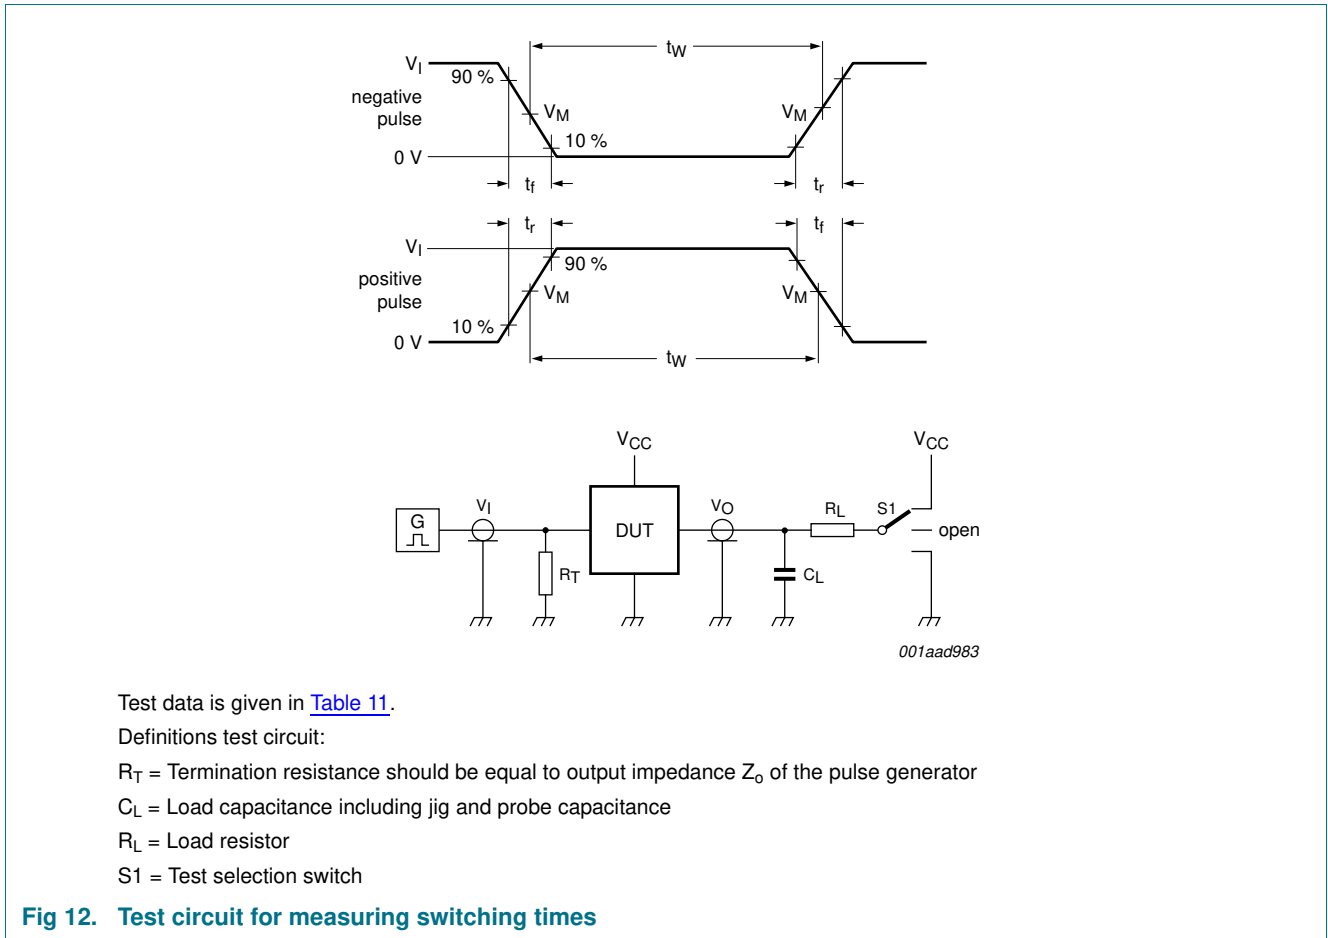 tW
VI
90 %
negative
pulse
VM
VM
10 %
0 V
tf
tr
tr
tf
VI
90 %
positive
pulse
VM
VM
10 %
0 V
tW
VCC
VCC
G
VI
DUT
VO
RL
S1
open
RT
CL
001aad983
Test data is given in Table 11.
Definitions test circuit:
RT = Termination resistance should be equal to output impedance Zo of the pulse generator
CL = Load capacitance including jig and probe capacitance
RL = Load resistor
S1 = Test selection switch
Fig 12. Test circuit for measuring switching times